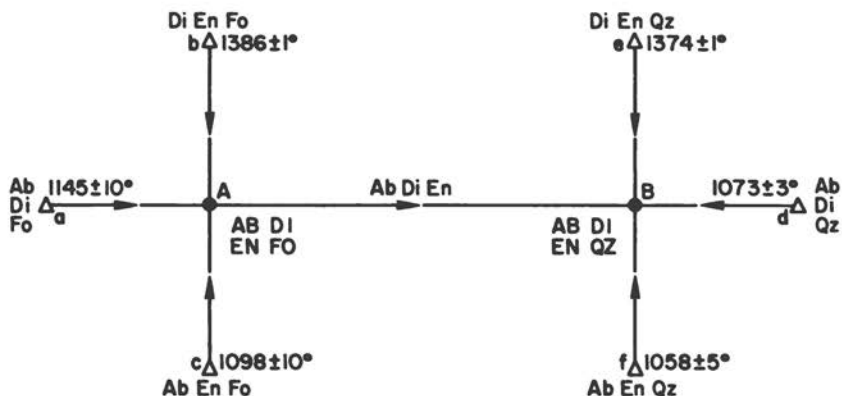 Di En Fo
b 1386±1°
Di En Qz
e 1374±1°
Ab
Di
Fo
1145±10°
a
A
Ab Di En
B
1073±3°
d
Ab
Di
Qz
AB DI
EN FO
AB DI
EN QZ
c 1098±10°
Ab En Fo
f 1058±5°
Ab En Qz